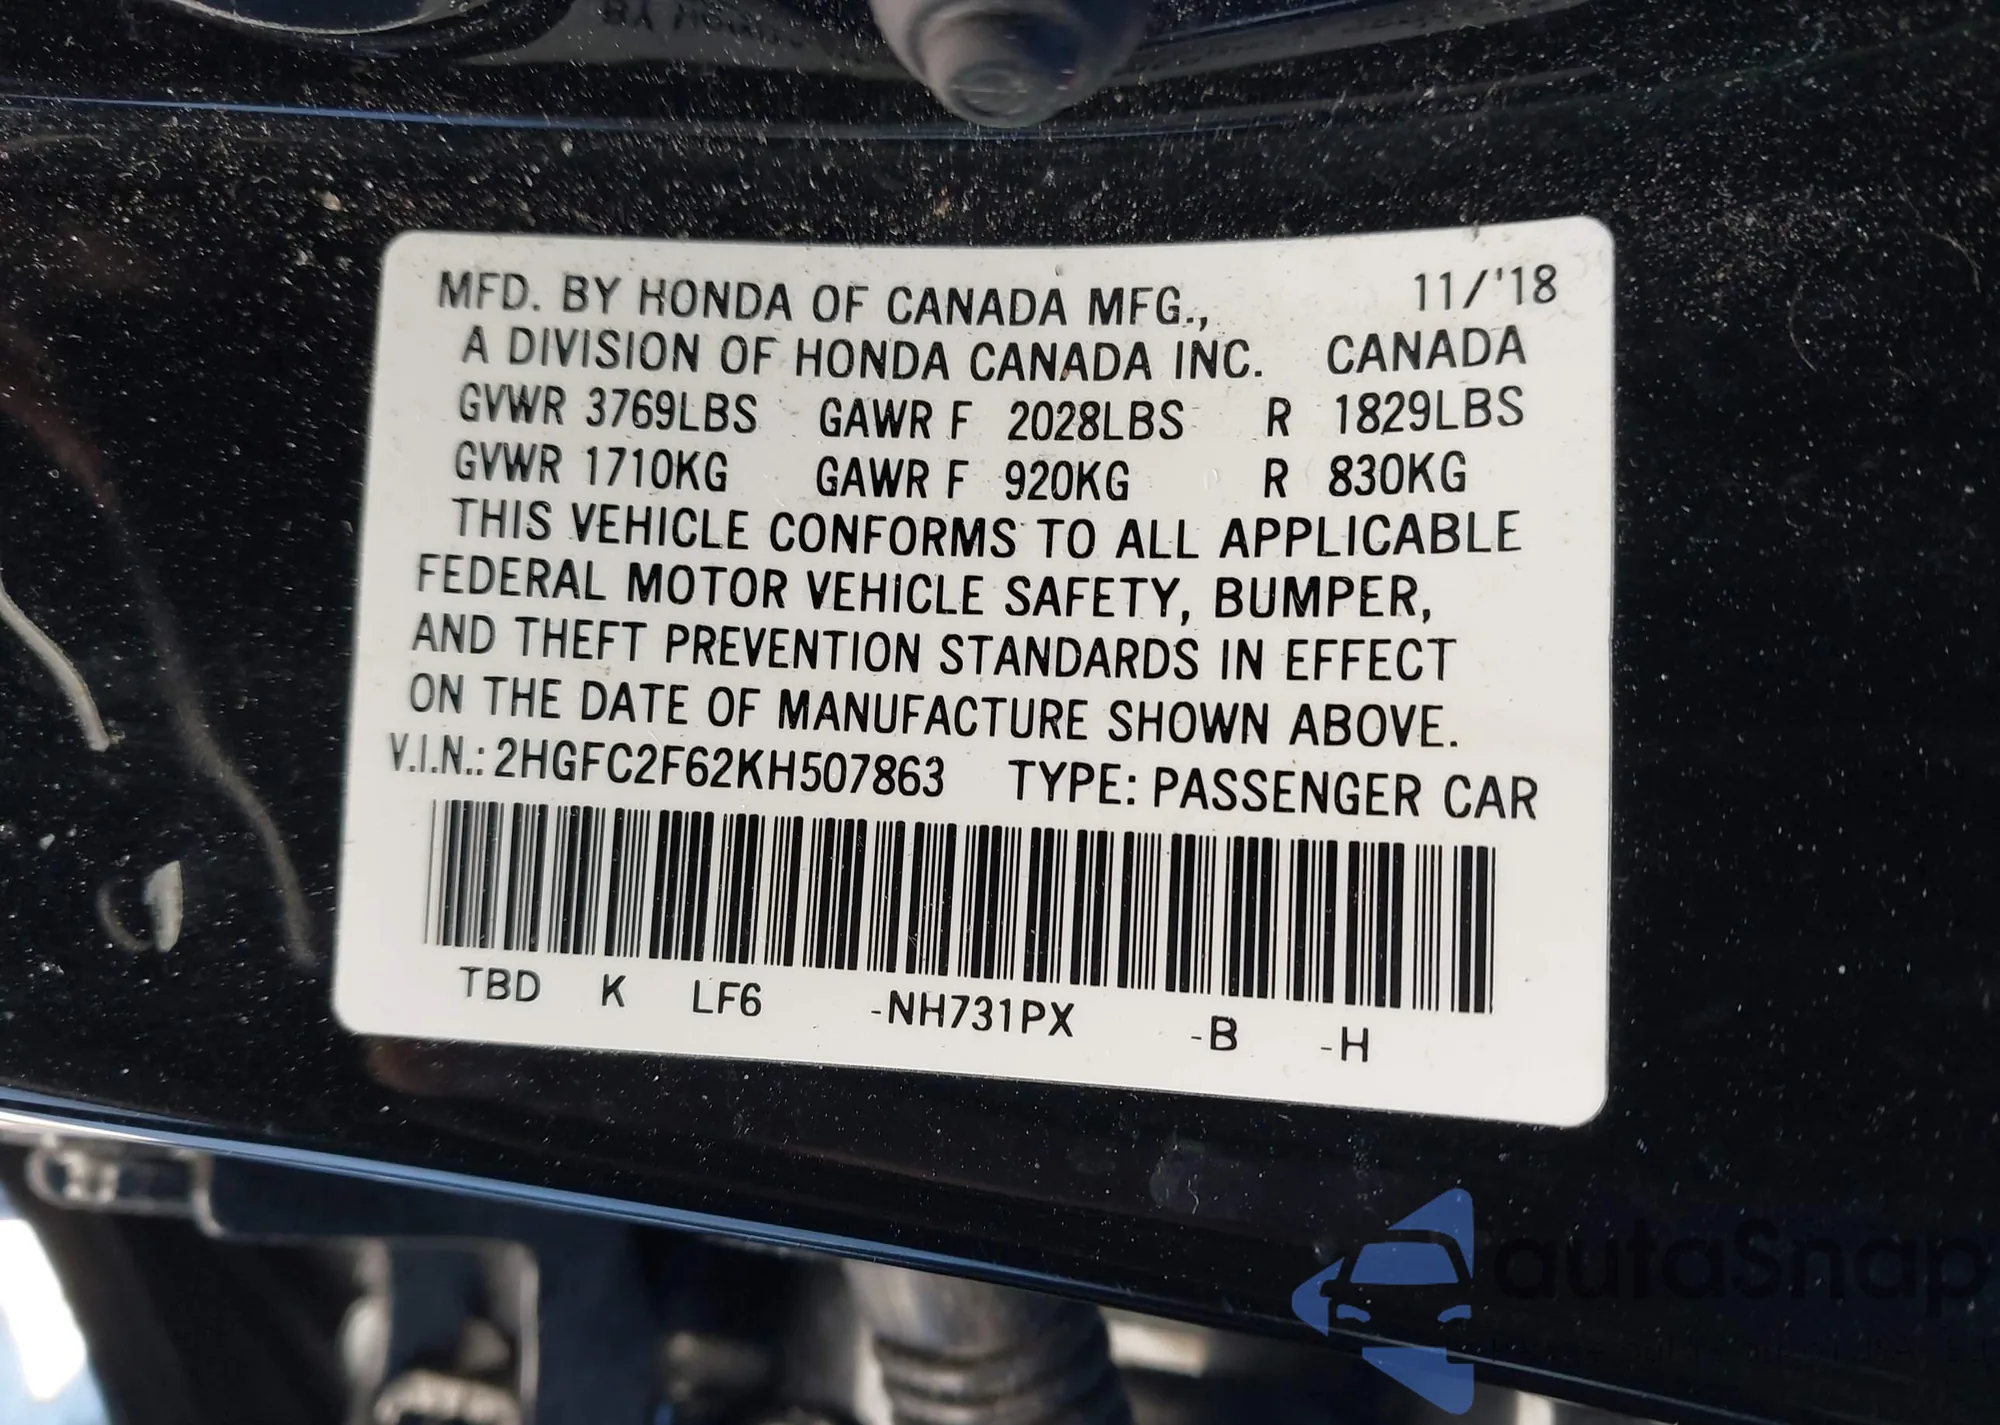 MFD. BY HONDA OF CANADA MFG., 11/'18
A DIVISION OF HONDA CANADA INC. CANADA
GVWR 3769LBS GAWR F 2028LBS R 1829LBS
GVWR 1710KG GAWR F 920KG R 830KG
THIS VEHICLE CONFORMS TO ALL APPLICABLE
FEDERAL MOTOR VEHICLE SAFETY, BUMPER,
AND THEFT PREVENTION STANDARDS IN EFFECT
ON THE DATE OF MANUFACTURE SHOWN ABOVE.
V.I.N.: 2HGFC2F62KH507863 TYPE: PASSENGER CAR
TBD K LF6 -NH731PX -B -H
autaSnap